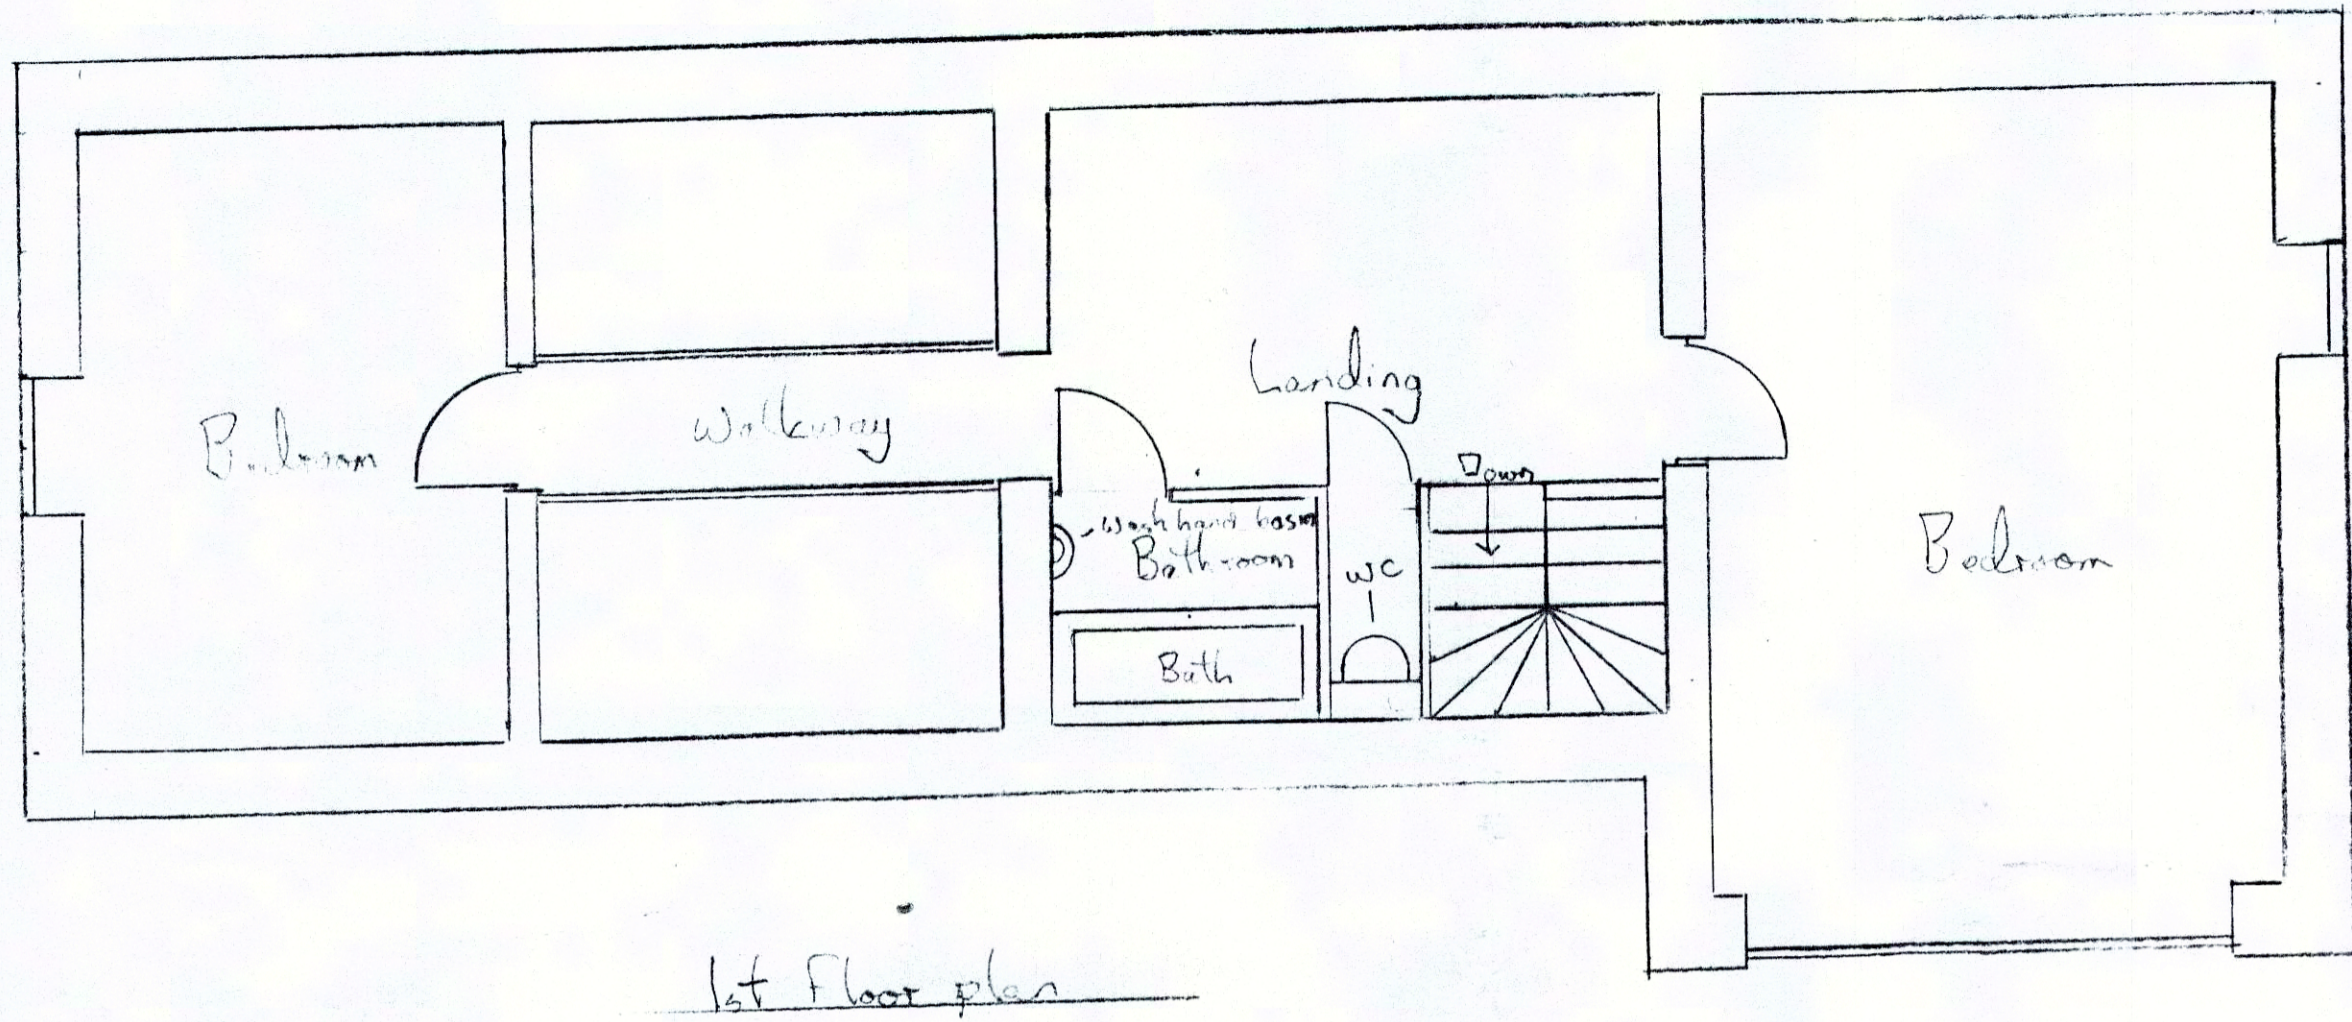 Bedroom
Walkway
Landing
Down
Wash hand basin
Bathroom
WC
Bath
Bedroom
1st Floor plan